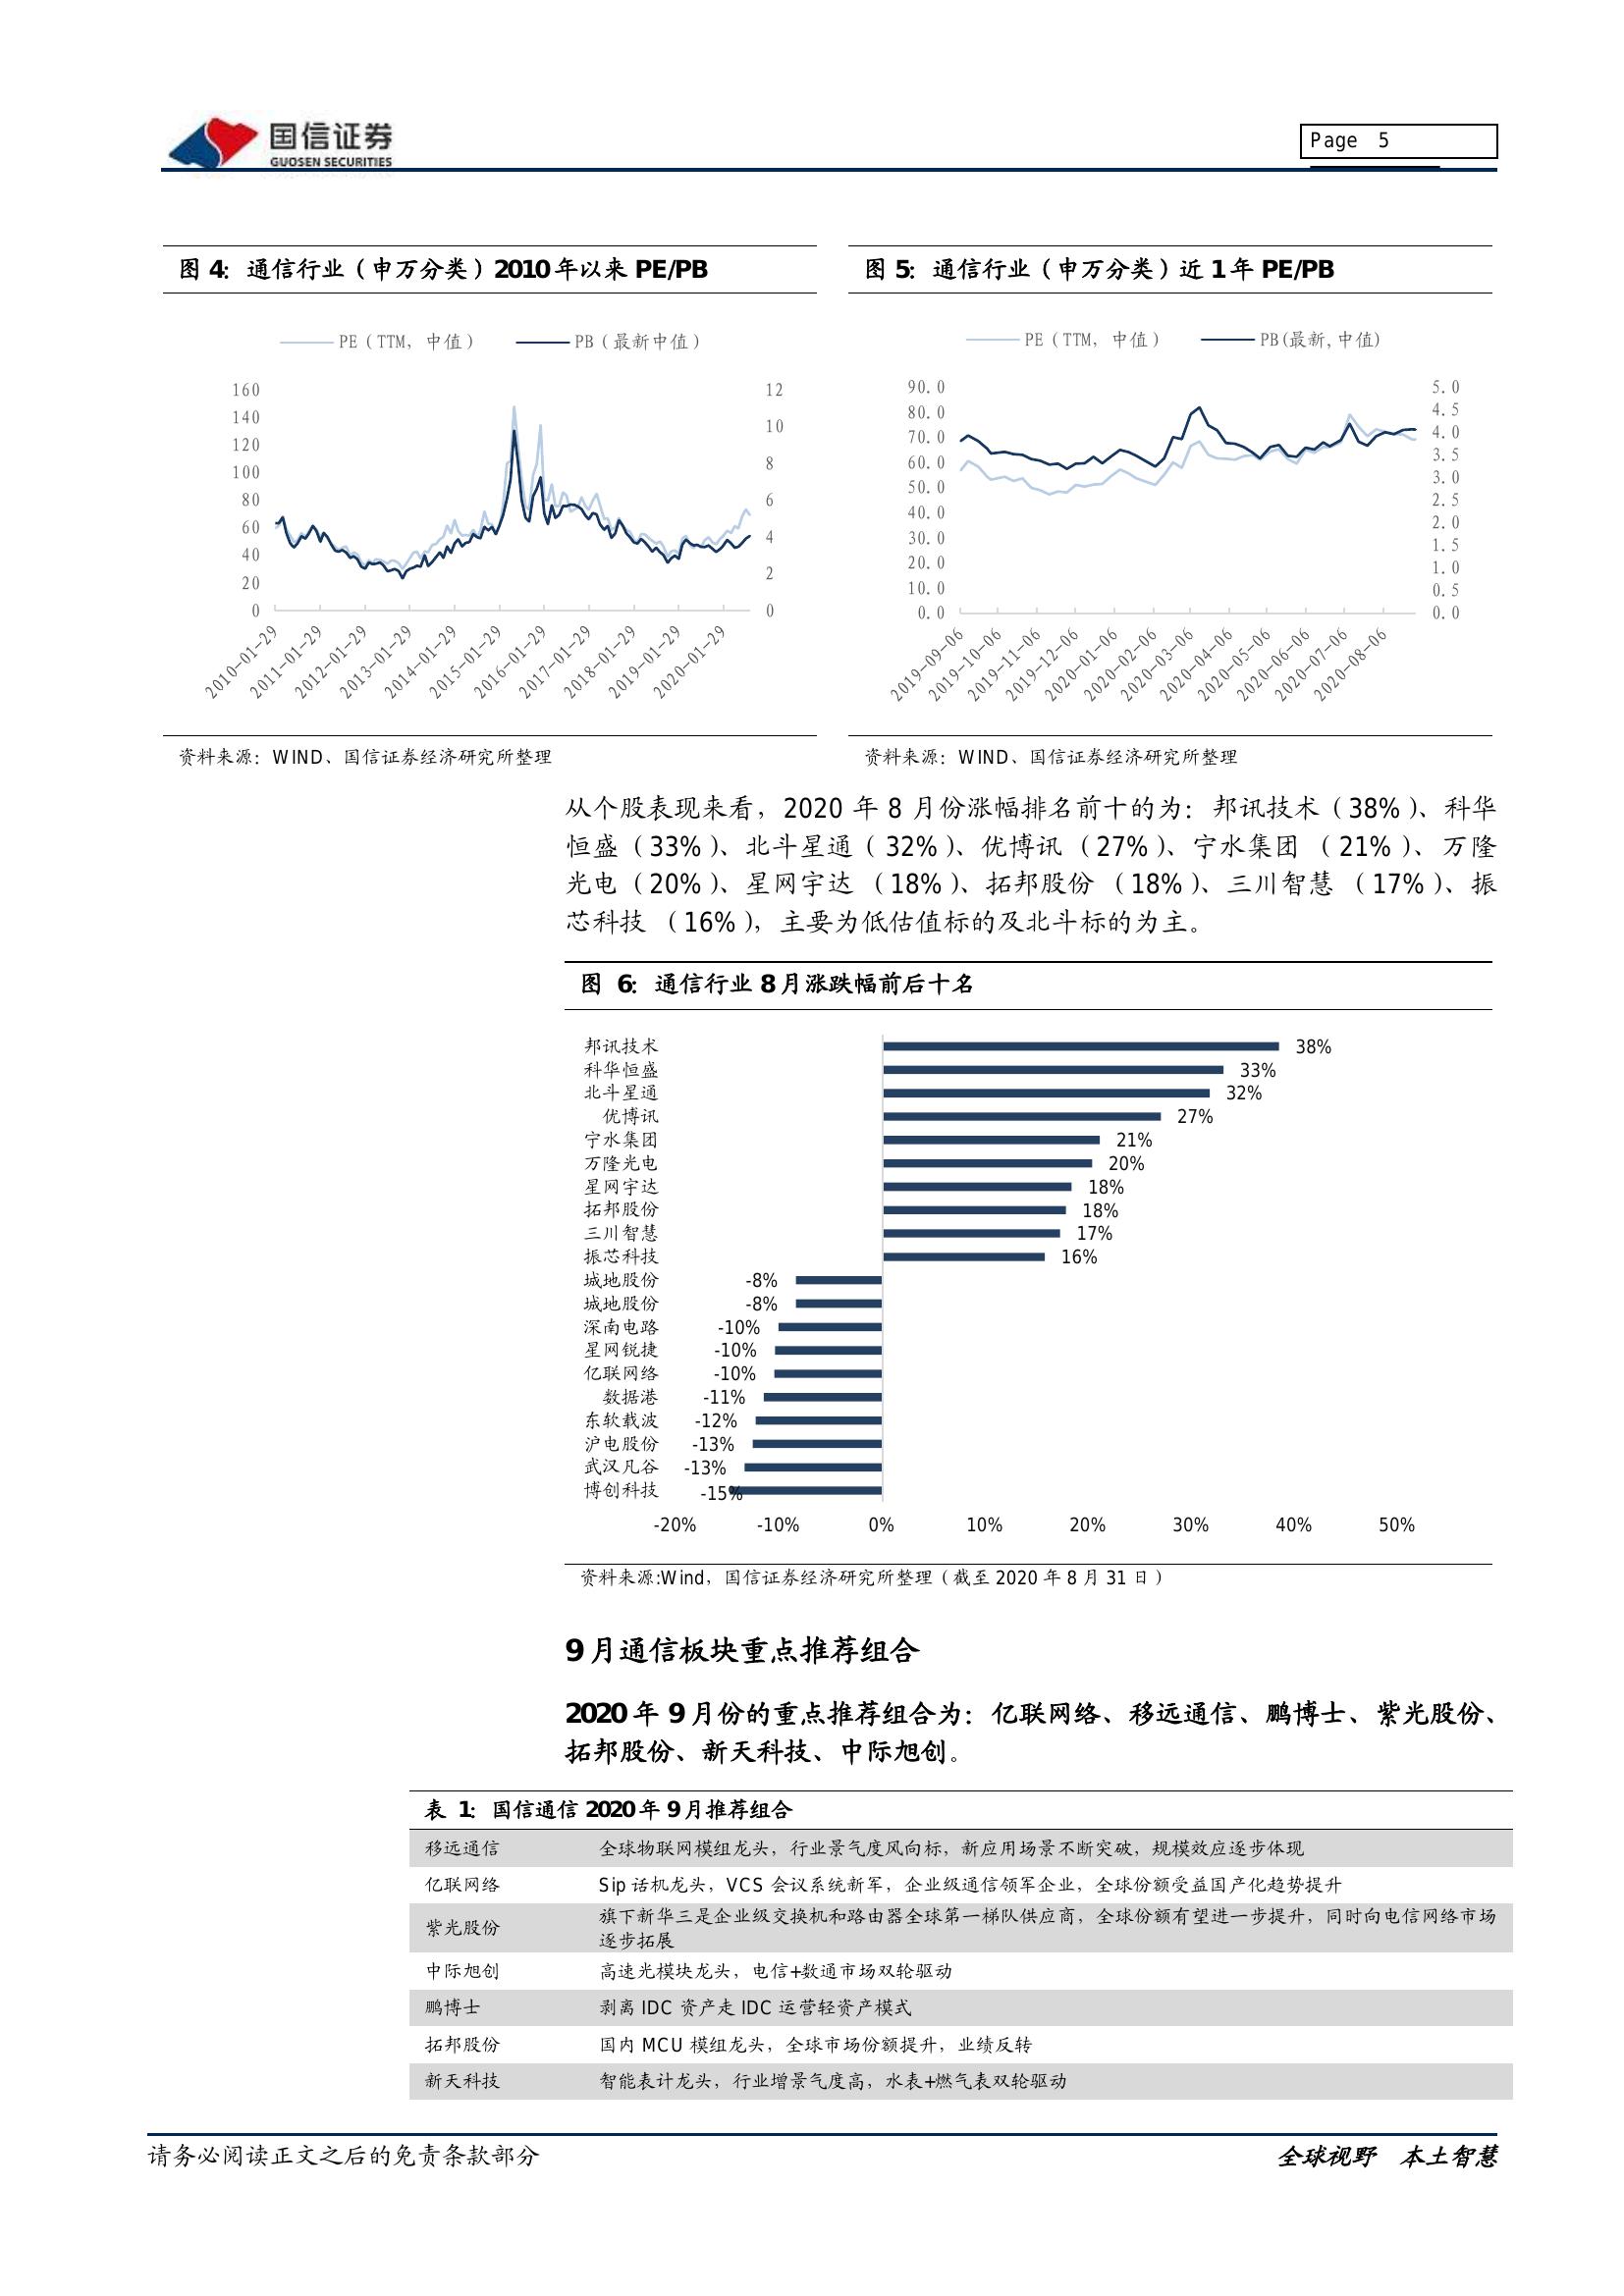 国信证券
GUOSEN SECURITIES
Page 5
图 4：通信行业（申万分类）2010 年以来 PE/PB
PE（TTM，中值） PB（最新中值）
160
140
120
100
80
60
40
20
0
12
10
8
6
4
2
0
2010-01-29
2011-01-29
2012-01-29
2013-01-29
2014-01-29
2015-01-29
2016-01-29
2017-01-29
2018-01-29
2019-01-29
2020-01-29
资料来源：WIND、国信证券经济研究所整理
图 5：通信行业（申万分类）近 1 年 PE/PB
PE（TTM，中值） PB(最新,中值)
90.0
80.0
70.0
60.0
50.0
40.0
30.0
20.0
10.0
0.0
5.0
4.5
4.0
3.5
3.0
2.5
2.0
1.5
1.0
0.5
0.0
2019-09-06
2019-10-06
2019-11-06
2019-12-06
2020-01-06
2020-02-06
2020-03-06
2020-04-06
2020-05-06
2020-06-06
2020-07-06
2020-08-06
资料来源：WIND、国信证券经济研究所整理
从个股表现来看，2020 年 8 月份涨幅排名前十的为：邦讯技术（38%）、科华
恒盛（33%）、北斗星通（32%）、优博讯（27%）、宁水集团 （21%）、万隆
光电（20%）、星网宇达 （18%）、拓邦股份 （18%）、三川智慧 （17%）、振
芯科技 （16%），主要为低估值标的及北斗标的为主。
图 6：通信行业 8 月涨跌幅前后十名
邦讯技术 38%
科华恒盛 33%
北斗星通 32%
优博讯 27%
宁水集团 21%
万隆光电 20%
星网宇达 18%
拓邦股份 18%
三川智慧 17%
振芯科技 16%
城地股份 -8%
城地股份 -8%
深南电路 -10%
星网锐捷 -10%
亿联网络 -10%
数据港 -11%
东软载波 -12%
沪电股份 -13%
武汉凡谷 -13%
博创科技 -15%
-20% -10% 0% 10% 20% 30% 40% 50%
资料来源:Wind，国信证券经济研究所整理（截至 2020 年 8 月 31 日）
9 月通信板块重点推荐组合
2020 年 9 月份的重点推荐组合为：亿联网络、移远通信、鹏博士、紫光股份、
拓邦股份、新天科技、中际旭创。
表 1：国信通信 2020 年 9 月推荐组合
移远通信 全球物联网模组龙头，行业景气度风向标，新应用场景不断突破，规模效应逐步体现
亿联网络 Sip 话机龙头，VCS 会议系统新军，企业级通信领军企业，全球份额受益国产化趋势提升
紫光股份 旗下新华三是企业级交换机和路由器全球第一梯队供应商，全球份额有望进一步提升，同时向电信网络市场
逐步拓展
中际旭创 高速光模块龙头，电信+数通市场双轮驱动
鹏博士 剥离 IDC 资产走 IDC 运营轻资产模式
拓邦股份 国内 MCU 模组龙头，全球市场份额提升，业绩反转
新天科技 智能表计龙头，行业增景气度高，水表+燃气表双轮驱动
请务必阅读正文之后的免责条款部分
全球视野 本土智慧